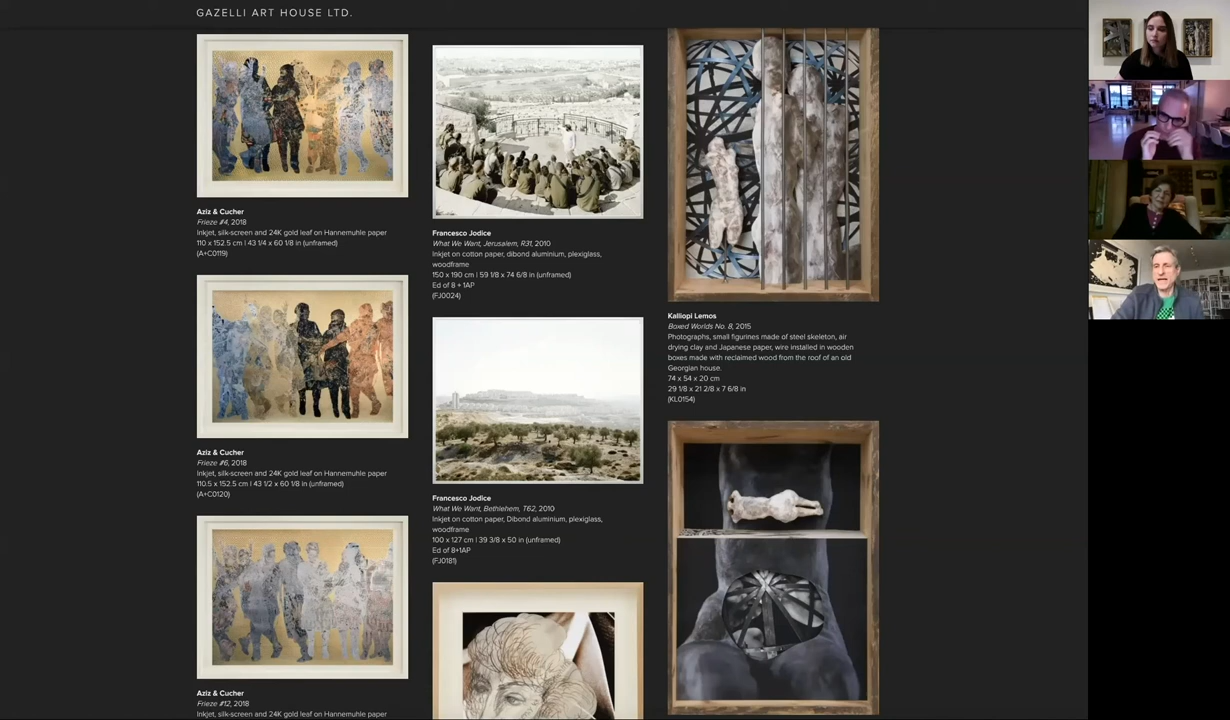 GAZELLI ART HOUSE LTD.
Aziz & Cucher
Frieze #4, 2018
Inkjet, silk-screen and 24K gold leaf on Hannemuhle paper
110 x 152.5 cm | 43 1/4 x 60 1/8 in (unframed)
(A+C0119)
Aziz & Cucher
Frieze #6, 2018
Inkjet, silk-screen and 24K gold leaf on Hannemuhle paper
110.5 x 152.5 cm | 43 1/2 x 60 1/8 in (unframed)
(A+C0120)
Aziz & Cucher
Frieze #12, 2018
Inkjet, silk-screen and 24K gold leaf on Hannemuhle paper
Francesco Jodice
What We Want, Jerusalem, R31, 2010
Inkjet on cotton paper, dibond aluminium, plexiglass,
woodframe
150 x 190 cm | 59 1/8 x 74 6/8 in (unframed)
Ed of 8 + 1AP
(FJ0024)
Francesco Jodice
What We Want, Bethlehem, T62, 2010
Inkjet on cotton paper, Dibond aluminium, plexiglass,
woodframe
100 x 127 cm | 39 3/8 x 50 in (unframed)
Ed of 8+1AP
(FJ0181)
Kalliopi Lemos
Boxed Worlds No. 8, 2015
Photographs, small figurines made of steel skeleton, air
drying clay and Japanese paper, wire installed in wooden
boxes made with reclaimed wood from the roof of an old
Georgian house.
74 x 54 x 20 cm
29 1/8 x 21 2/8 x 7 6/8 in
(KL0154)